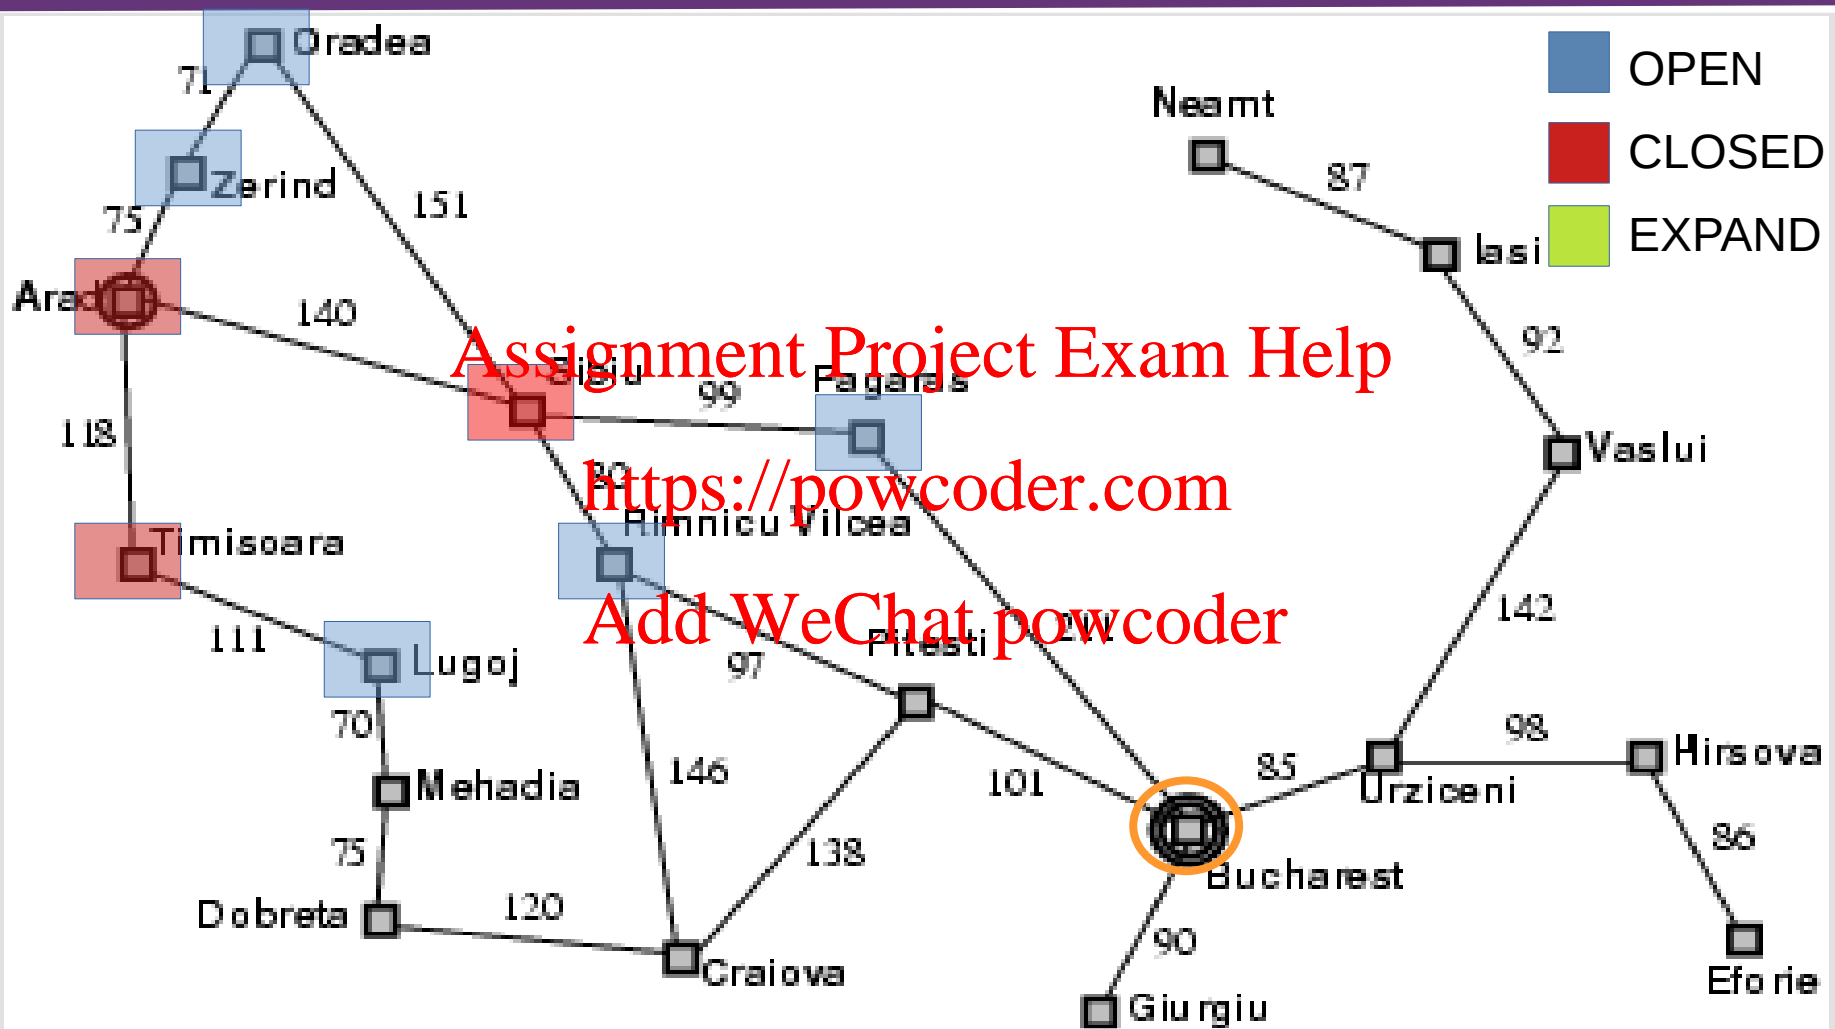 Oradea
OPEN
71
Neamt
CLOSED
87
Zerind
151
75
EXPAND
Iasi
Arad
140
92
Assignment Project Exam Help
Sibiu
Fagaras
99
118
Vaslui
80
https://powcoder.com
Rimnicu Vilcea
Timisoara
142
Add WeChat powcoder
211
111
Pitesti
97
Lugoj
70
98
Hirsova
146
101
85
Mehadia
Urziceni
138
86
75
Bucharest
120
Dobreta
90
Craiova
Eforie
Giurgiu